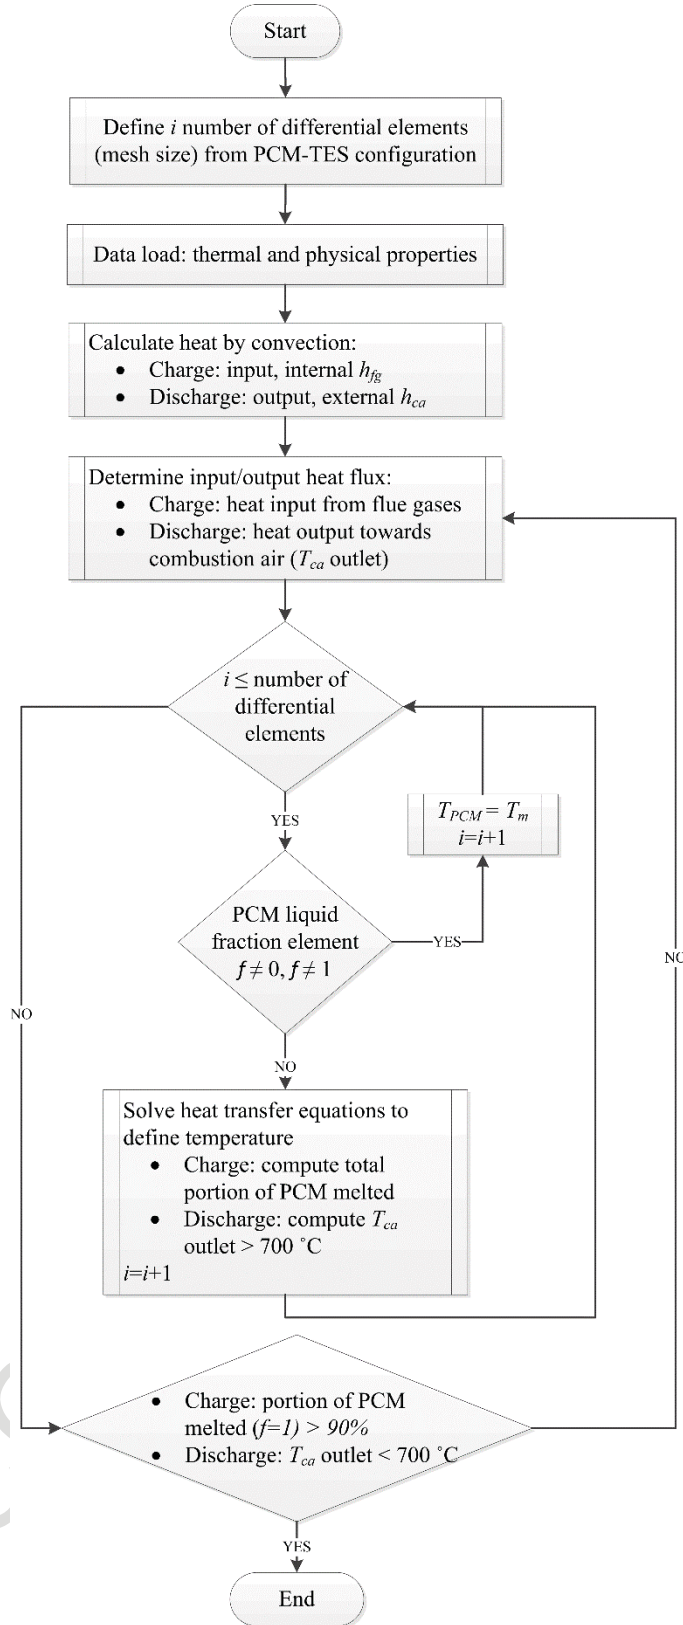 Start
Define i number of differential elements
(mesh size) from PCM-TES configuration
Data load: thermal and physical properties
Calculate heat by convection:
• Charge: input, internal hfg
• Discharge: output, external hca
Determine input/output heat flux:
• Charge: heat input from flue gases
• Discharge: heat output towards
combustion air (Tca outlet)
i ≤ number of
differential
elements
YES
TPCM = Tm
i=i+1
PCM liquid
fraction element
f ≠ 0, f ≠ 1
YES
NO
NO
NO
Solve heat transfer equations to
define temperature
• Charge: compute total
portion of PCM melted
• Discharge: compute Tca
outlet > 700 ˚C
i=i+1
• Charge: portion of PCM
melted (f=1) > 90%
• Discharge: Tca outlet < 700 ˚C
YES
End